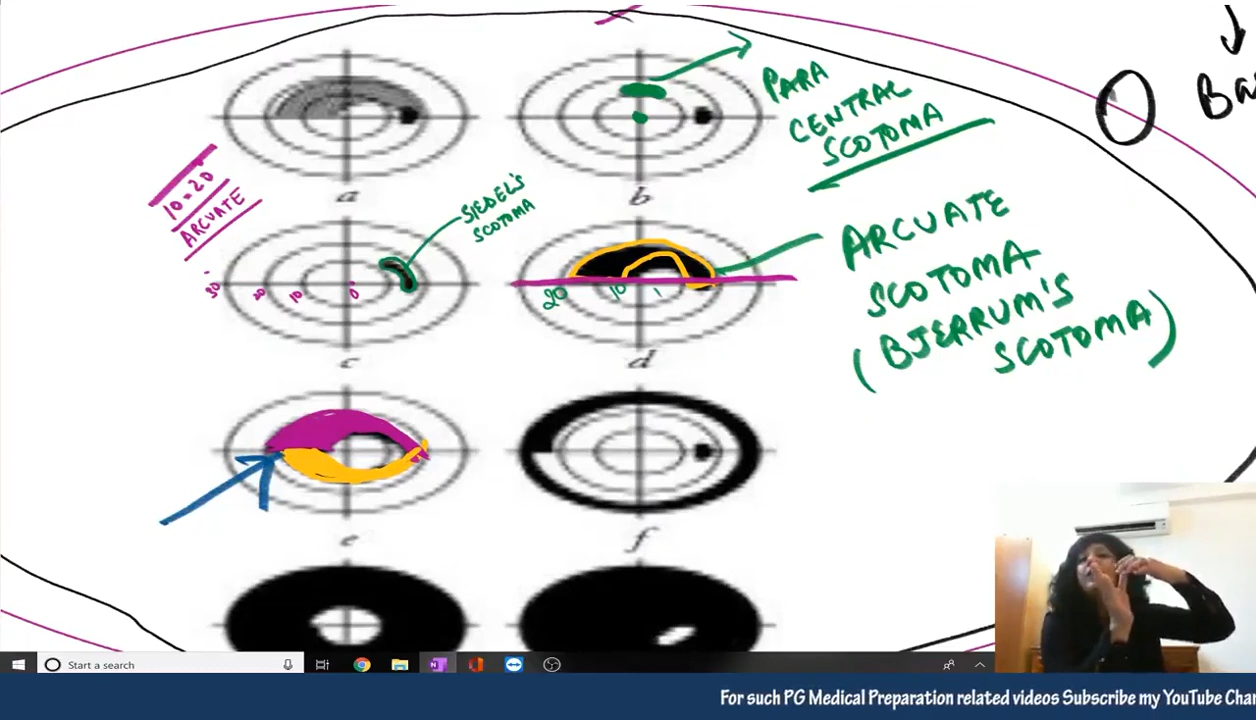 PARA
CENTRAL
SCOTOMA
a
b
10-20
ARCUATE
SIEDEL'S
SCOTOMA
30°
20
10
0°
20
10
ARCUATE
SCOTOMA
(BJERRUM'S
SCOTOMA)
c
d
e
f
Start a search
For such PG Medical Preparation related videos Subscribe my YouTube Chan